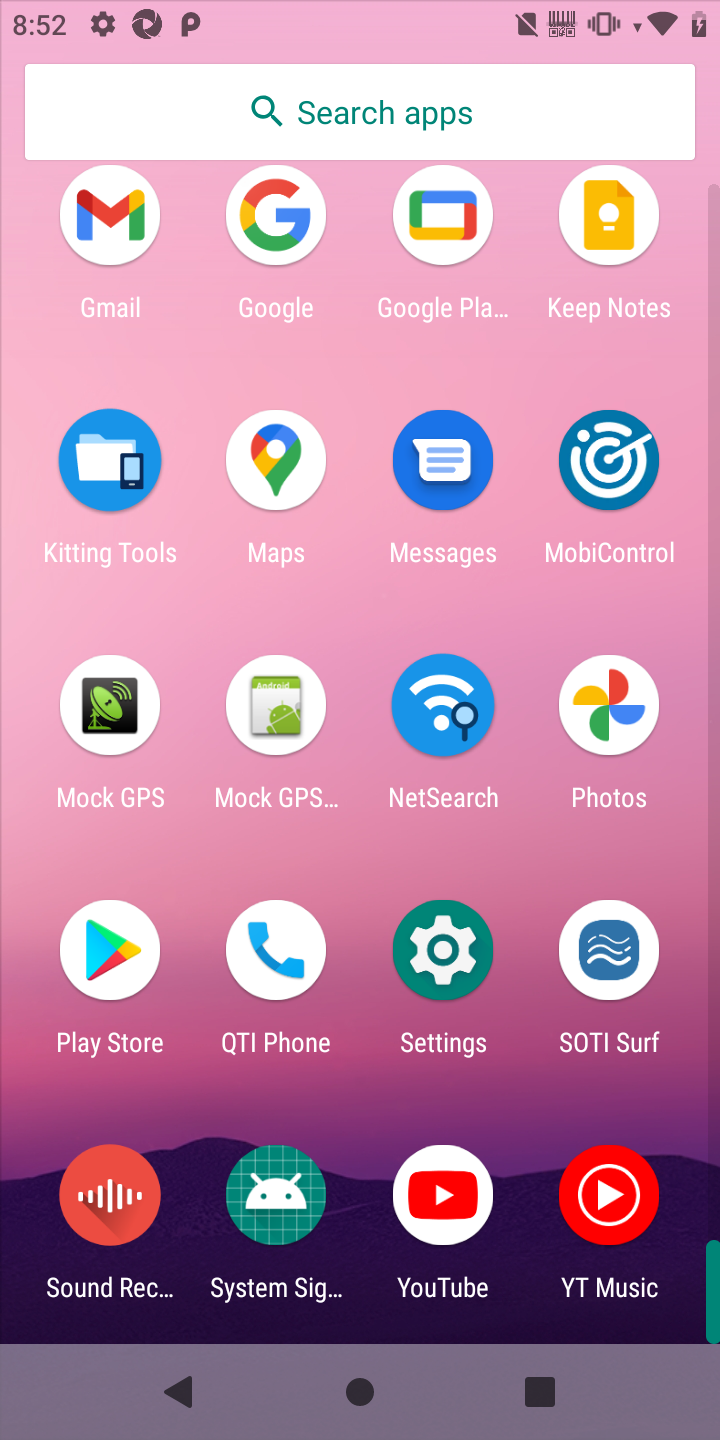 8:52
Search apps
Gmail Google Google Pla... Keep Notes
Kitting Tools Maps Messages MobiControl
Android
Mock GPS Mock GPS... NetSearch Photos
Play Store QTI Phone Settings SOTI Surf
Sound Rec... System Sig... YouTube YT Music